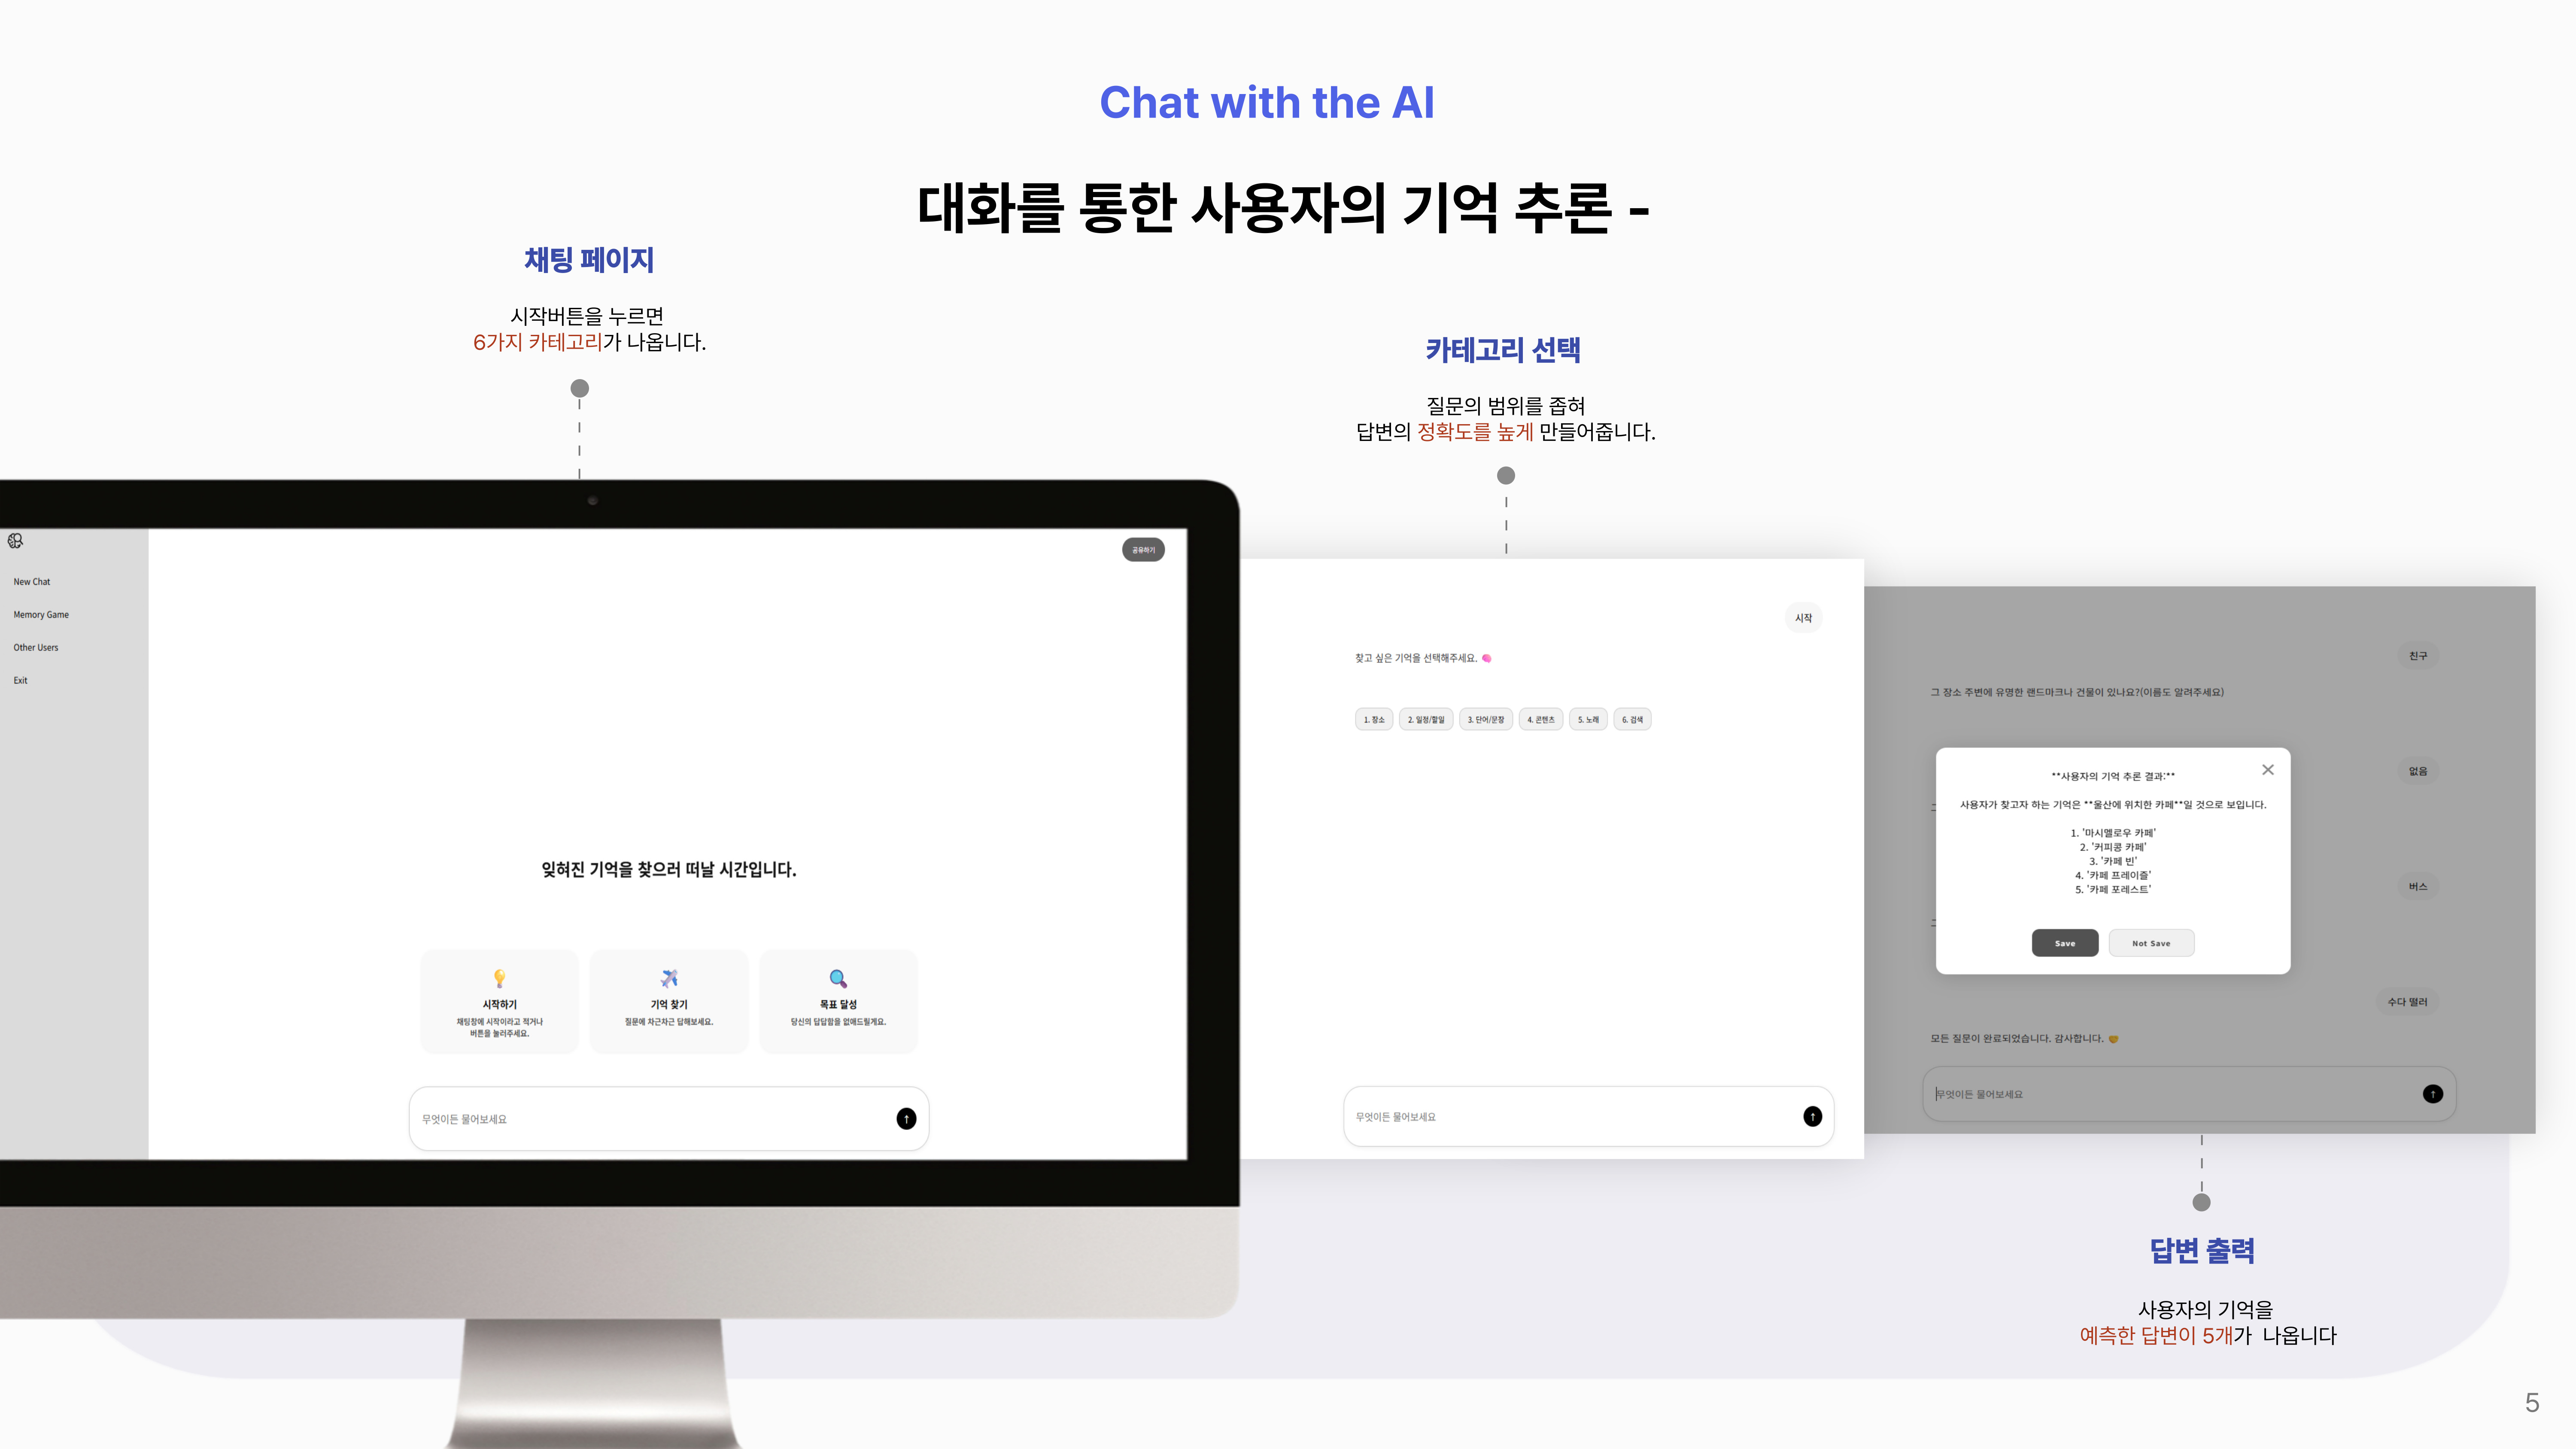 Chat with the AI
대화를 통한 사용자의 기억 추론 -
채팅 페이지
시작버튼을 누르면
6가지 카테고리가 나옵니다.
카테고리 선택
질문의 범위를 좁혀
답변의 정확도를 높게 만들어줍니다.
공유하기
New Chat
Memory Game
Other Users
Exit
잊혀진 기억을 찾으러 떠날 시간입니다.
시작하기
채팅창에 시작이라고 적거나
버튼을 눌러주세요.
기억 찾기
질문에 차근차근 답해보세요.
목표 달성
당신의 답답함을 없애드릴게요.
무엇이든 물어보세요
↑
시작
찾고 싶은 기억을 선택해주세요. 🧠
1. 장소 2. 일정/할일 3. 단어/문장 4. 콘텐츠 5. 노래 6. 검색
무엇이든 물어보세요
↑
친구
그 장소 주변에 유명한 랜드마크나 건물이 있나요?(이름도 알려주세요)
없음
**사용자의 기억 추론 결과:**
사용자가 찾고자 하는 기억은 **울산에 위치한 카페**일 것으로 보입니다.
1. '마시멜로우 카페'
2. '커피콩 카페'
3. '카페 빈'
4. '카페 프레이즐'
5. '카페 포레스트'
Save Not Save
버스
수다 떨러
모든 질문이 완료되었습니다. 감사합니다. 🤝
무엇이든 물어보세요
↑
답변 출력
사용자의 기억을
예측한 답변이 5개가 나옵니다
5